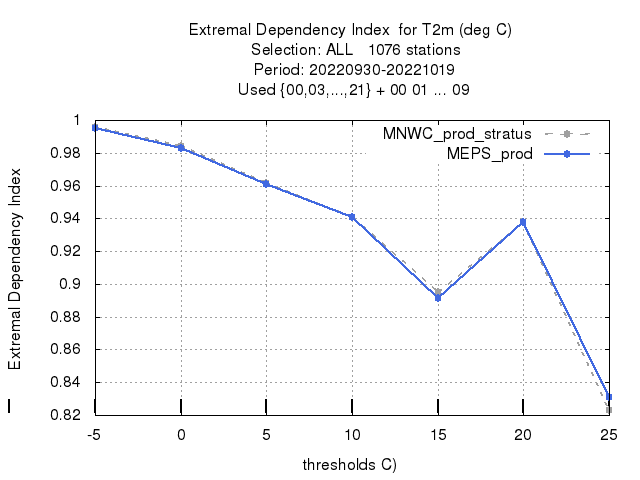 Extremal Dependency Index  for T2m (deg C)
Selection: ALL   1076 stations
Period: 20220930-20221019
Used {00,03,...,21} + 00 01 ... 09
MNWC_prod_stratus
MEPS_prod
Extremal Dependency Index
1
0.98
0.96
0.94
0.92
0.9
0.88
0.86
0.84
0.82
-5 0 5 10 15 20 25
thresholds C)